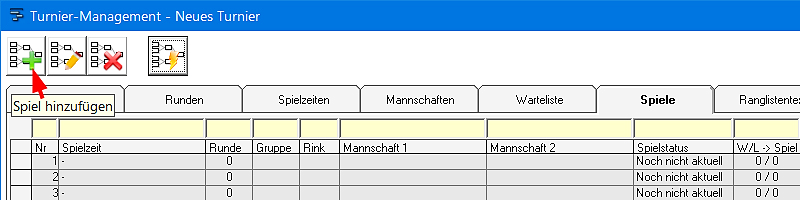 Turnier-Management - Neues Turnier
Spiel hinzufügen
Runden Spielzeiten Mannschaften Warteliste Spiele Ranglistentex
Nr Spielzeit Runde Gruppe Rink Mannschaft 1 Mannschaft 2 Spielstatus W/L -> Spiel
1 - 0 Noch nicht aktuell 0 / 0
2 - 0 Noch nicht aktuell 0 / 0
3 - 0 Noch nicht aktuell 0 / 0